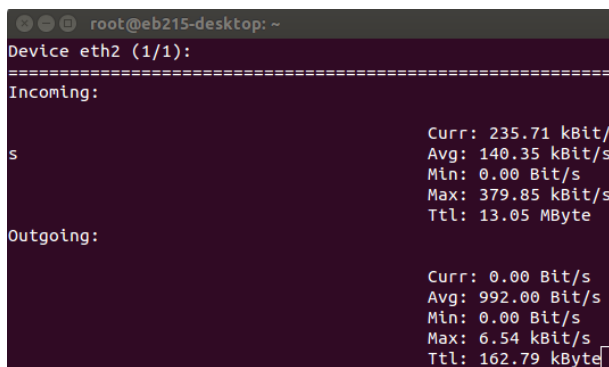 root@eb215-desktop: ~
Device eth2 (1/1):
===========================================================
Incoming:
Curr: 235.71 kBit/
s Avg: 140.35 kBit/s
Min: 0.00 Bit/s
Max: 379.85 kBit/s
Ttl: 13.05 MByte
Outgoing:
Curr: 0.00 Bit/s
Avg: 992.00 Bit/s
Min: 0.00 Bit/s
Max: 6.54 kBit/s
Ttl: 162.79 kByte